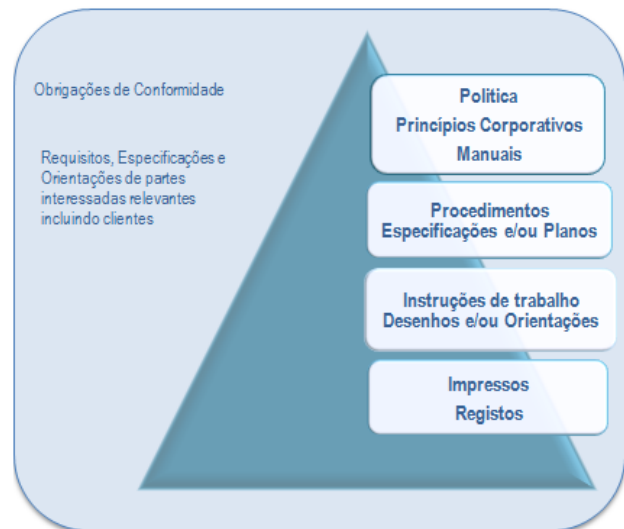 Obrigações de Conformidade
Requisitos, Especificações e
Orientações de partes
interessadas relevantes
incluindo clientes
Politica
Princípios Corporativos
Manuais
Procedimentos
Especificações e/ou Planos
Instruções de trabalho
Desenhos e/ou Orientações
Impressos
Registos